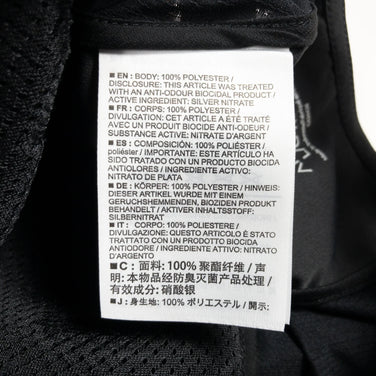 ■ EN : BODY: 100% POLYESTER /
DISCLOSURE: THIS ARTICLE WAS TREATED
WITH AN ANTI-ODOUR BIOCIDAL PRODUCT /
ACTIVE INGREDIENT: SILVER NITRATE
■ FR : CORPS: 100% POLYESTER /
DIVULGATION: CET ARTICLE A ÉTÉ TRAITÉ
AVEC UN PRODUIT BIOCIDE ANTI-ODEUR /
SUBSTANCE ACTIVE: NITRATE D'ARGENT
■ ES : COMPOSICIÓN: 100% POLIÉSTER /
poliéster / IMPORTANTE: ESTE ARTÍCULO HA
SIDO TRATADO CON UN PRODUCTO BIOCIDA
ANTIOLORES / INGREDIENTE ACTIVO:
NITRATO DE PLATA
■ DE : KÖRPER: 100% POLYESTER / HINWEIS:
DIESER ARTIKEL WURDE MIT EINEM
GERUCHSHEMMENDEN, BIOZIDEN PRODUKT
BEHANDELT / AKTIVER INHALTSSTOFF:
SILBERNITRAT
■ IT : CORPO: 100% POLIESTERE /
DIVULGAZIONE: QUESTO ARTICOLO È STATO
TRATTATO CON UN PRODOTTO BIOCIDA
ANTIODORE / INGREDIENTE ATTIVO: NITRATO
D'ARGENTO
■ C : 面料: 100% 聚酯纤维 / 声
明: 本物品经防臭灭菌产品处理 /
有效成分: 硝酸银
■ J : 身生地: 100% ポリエステル / 開示: